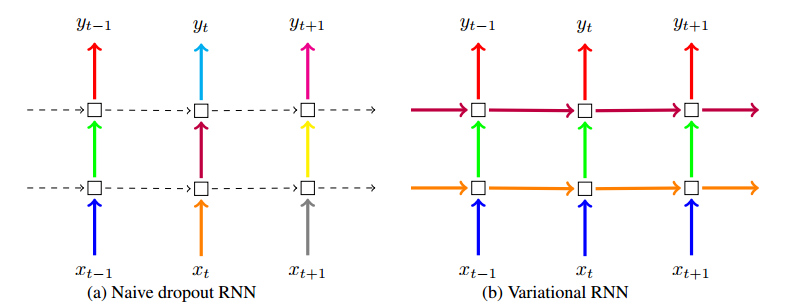 y_{t−1} y_t y_{t+1} y_{t−1} y_t y_{t+1}
x_{t−1} x_t x_{t+1} x_{t−1} x_t x_{t+1}
(a) Naive dropout RNN (b) Variational RNN